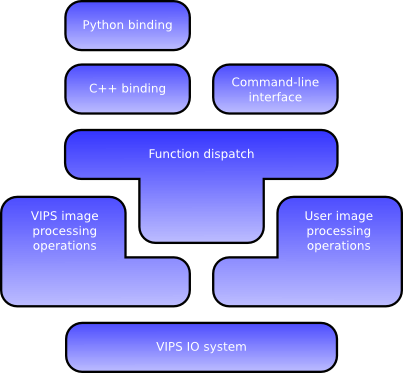 Python binding
C++ binding
Command-line
interface
Function dispatch
VIPS image
processing
operations
User image
processing
operations
VIPS IO system